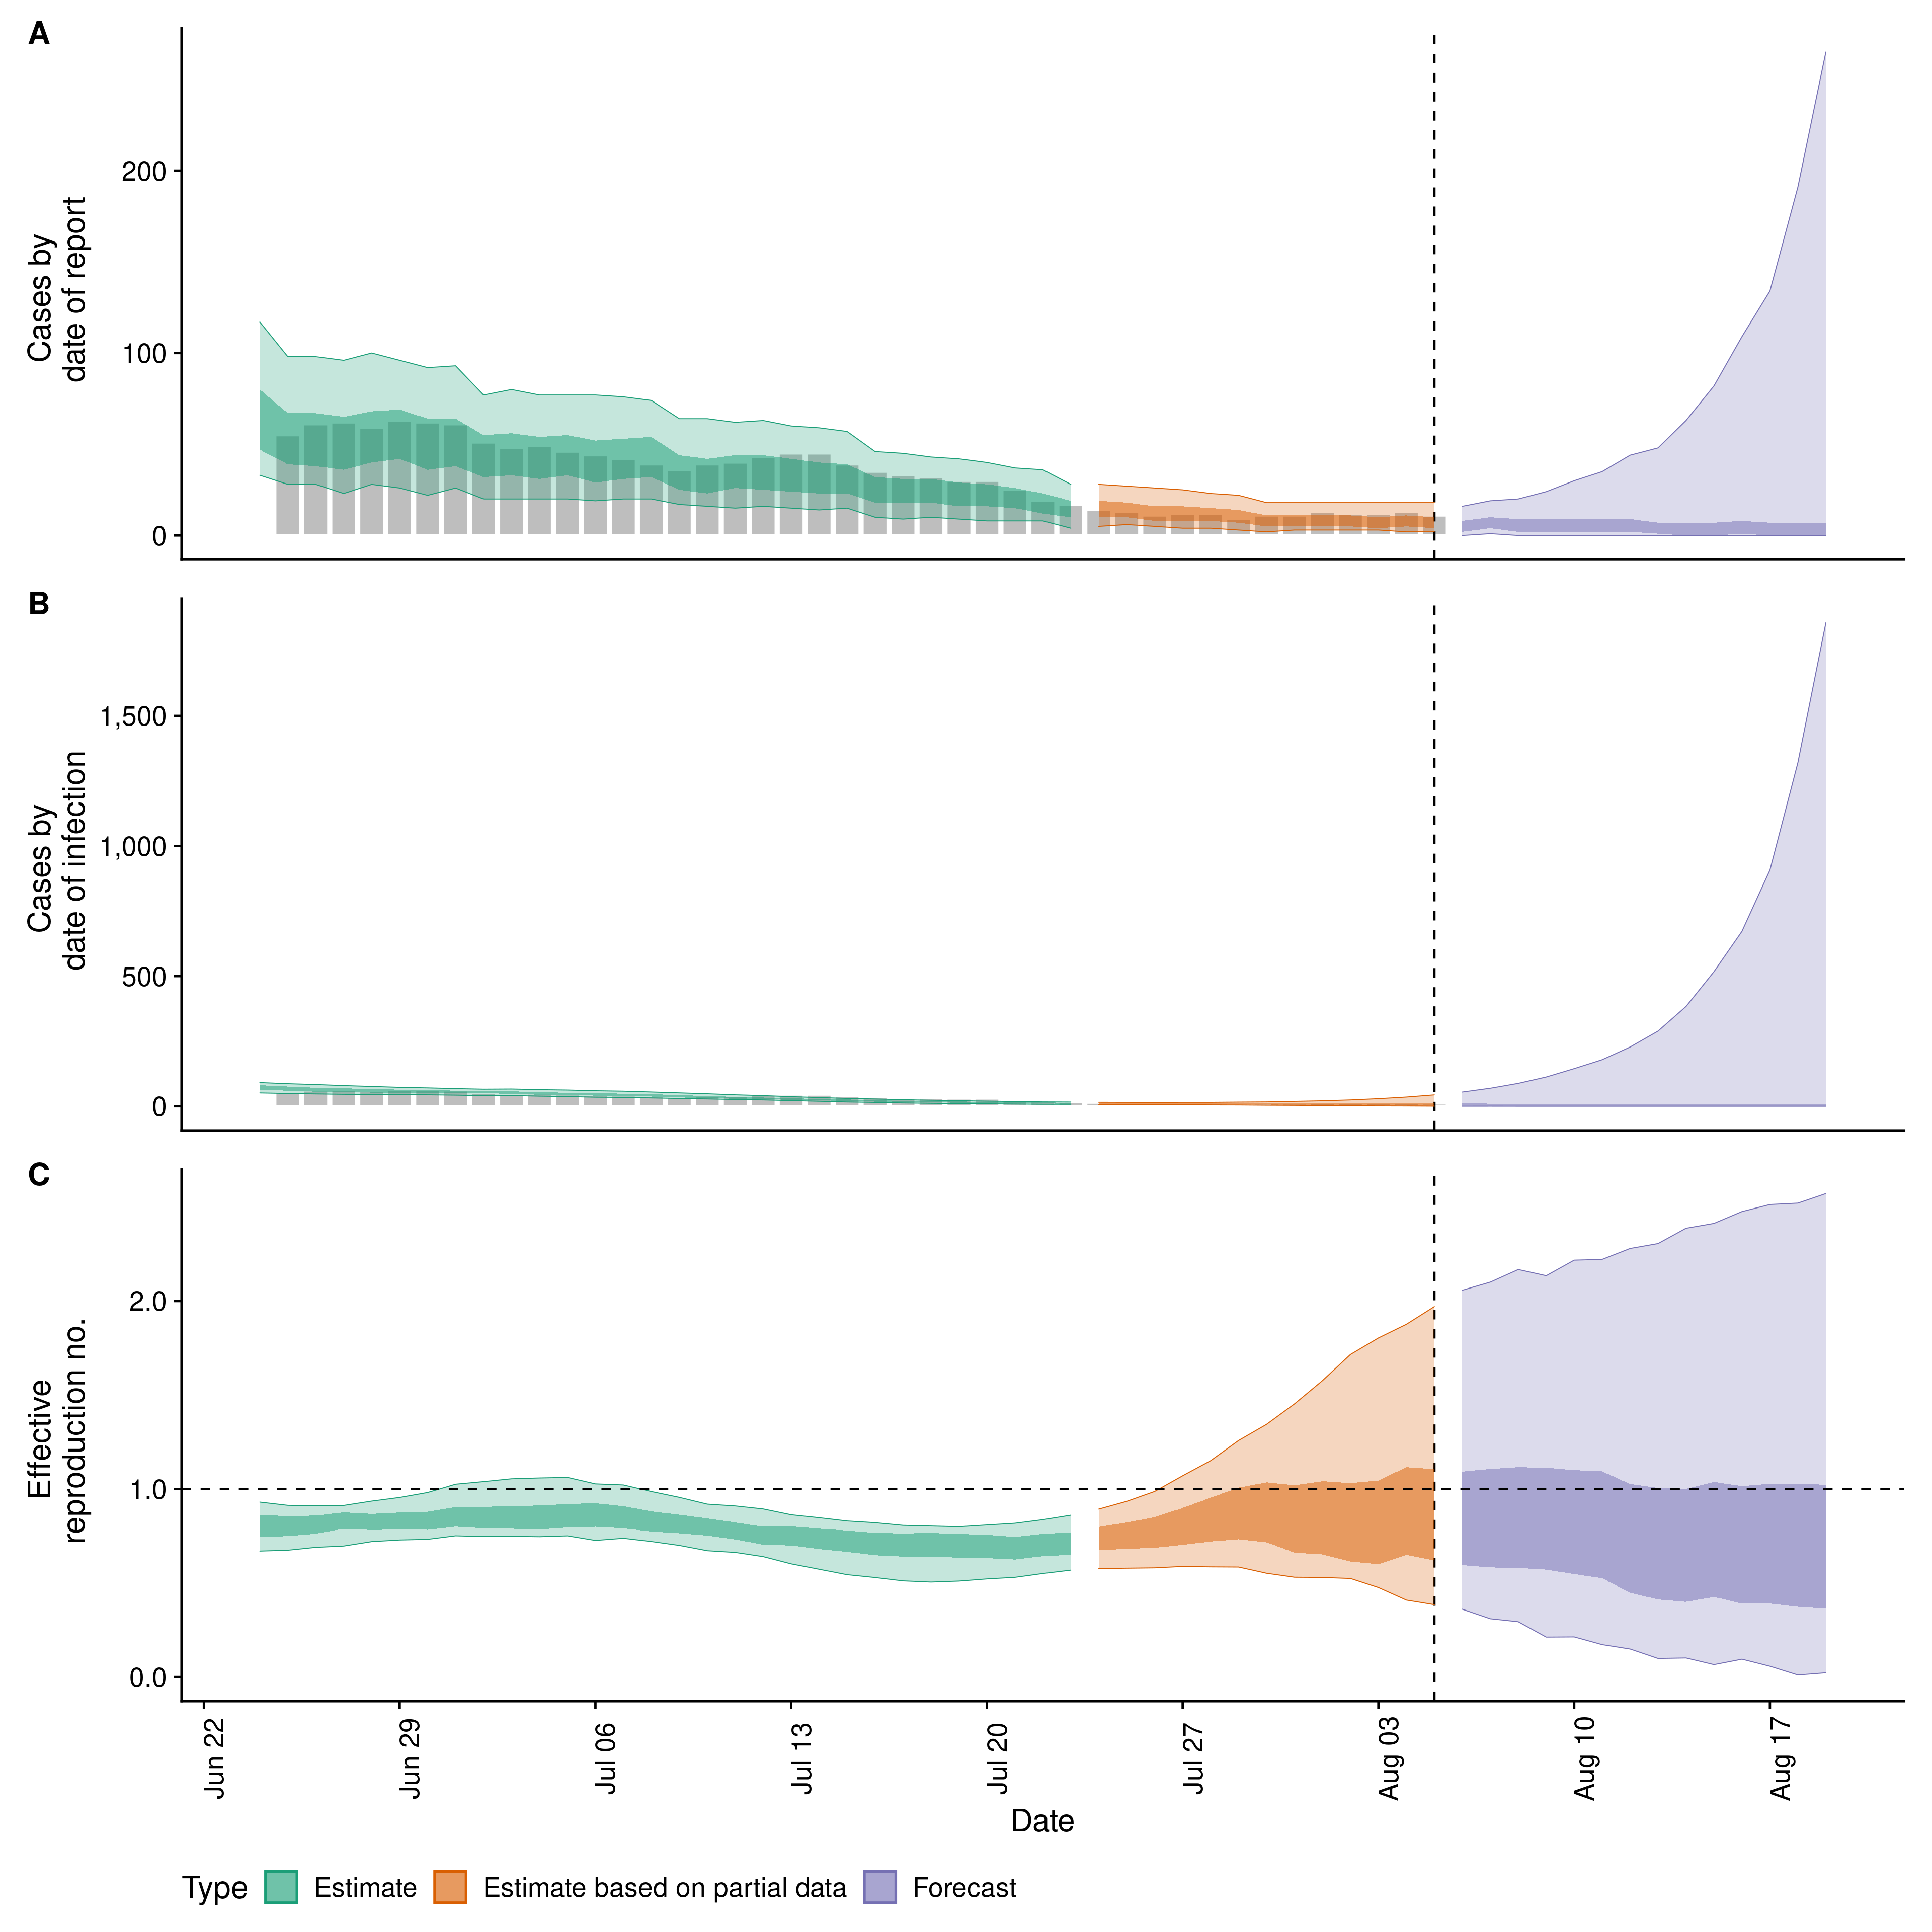 A
Cases by
date of report
200
100
0
B
Cases by
date of infection
1,500
1,000
500
0
C
Effective
reproduction no.
2.0
1.0
0.0
Jun 22
Jun 29
Jul 06
Jul 13
Jul 20
Jul 27
Aug 03
Aug 10
Aug 17
Date
Type
Estimate
Estimate based on partial data
Forecast